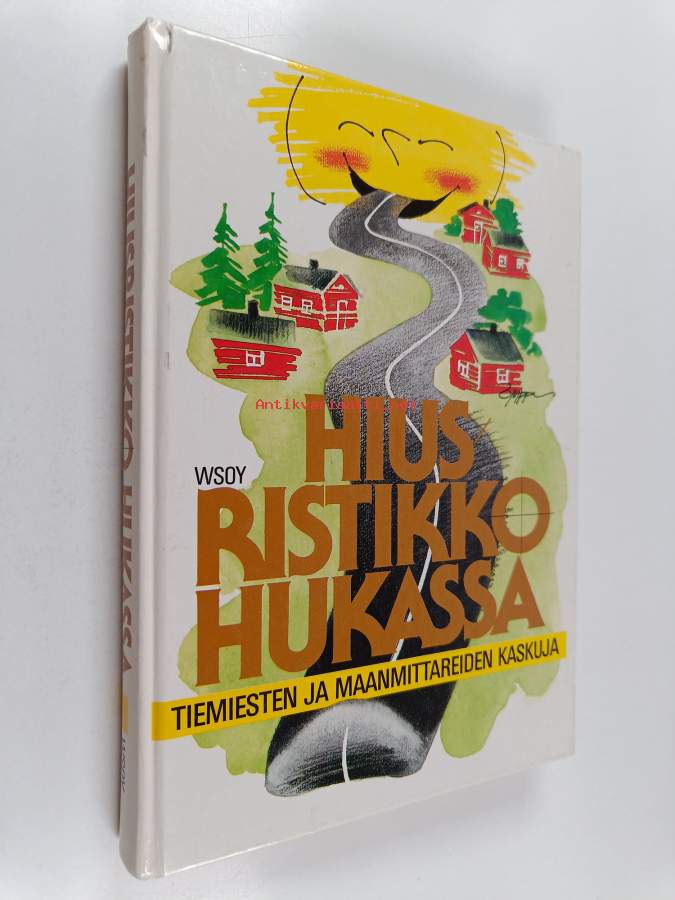 WSOY
HIUS
RISTIKKO
HUKASSA
TIEMIESTEN JA MAANMITTAREIDEN KASKUJA
HIUSRISTIKKO HUKASSA
WSOY